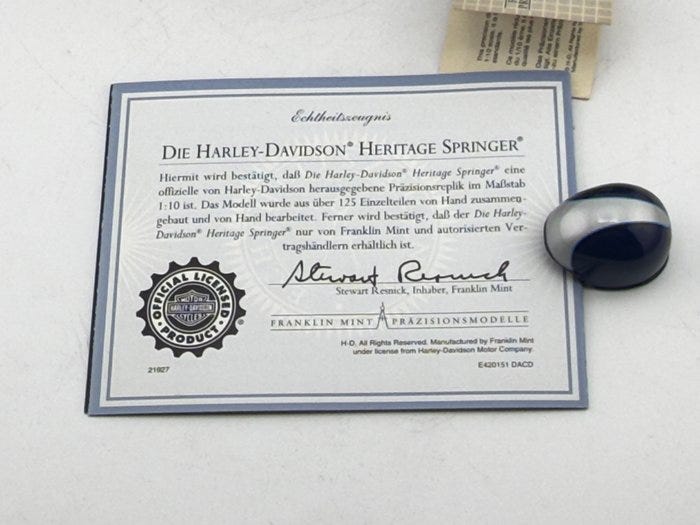 Echtheitszeugnis
DIE HARLEY-DAVIDSON® HERITAGE SPRINGER®
Hiermit wird bestätigt, daß Die Harley-Davidson® Heritage Springer® eine
offizielle von Harley-Davidson herausgegebene Präzisionsreplik im Maßstab
1:10 ist. Das Modell wurde aus über 125 Einzelteilen von Hand zusammen-
gebaut und von Hand bearbeitet. Ferner wird bestätigt, daß der Die Harley-
Davidson® Heritage Springer® nur von Franklin Mint und autorisierten Ver-
tragshändlern erhältlich ist.
Stewart Resnick
Stewart Resnick, Inhaber, Franklin Mint
FRANKLIN MINT PRÄZISIONSMODELLE
H-D. All Rights Reserved. Manufactured by Franklin Mint
under license from Harley-Davidson Motor Company.
OFFICIAL LICENSED
MOTOR
HARLEY-DAVIDSON
CYCLES
PRODUCT
21927
E420151 DACD